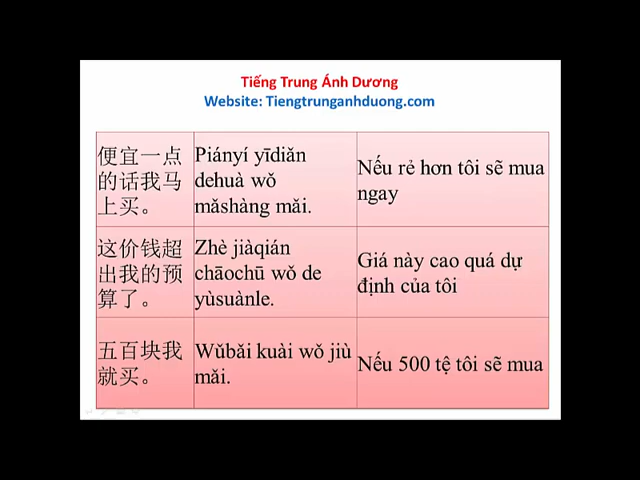 Tiếng Trung Ánh Dương
Website: Tiengtrunganhduong.com
便宜一点
的话我马
上买。
Piányí yīdiǎn
dehuà wǒ
mǎshàng mǎi.
Nếu rẻ hơn tôi sẽ mua
ngay
这价钱超
出我的预
算了。
Zhè jiàqián
chāochū wǒ de
yùsuànle.
Giá này cao quá dự
định của tôi
五百块我
就买。
Wǔbǎi kuài wǒ jiù
mǎi.
Nếu 500 tệ tôi sẽ mua